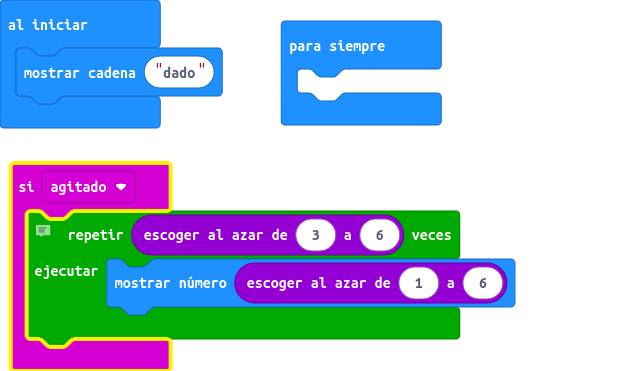 al iniciar
mostrar cadena "dado"
para siempre
si agitado
repetir escoger al azar de 3 a 6 veces
ejecutar
mostrar número escoger al azar de 1 a 6